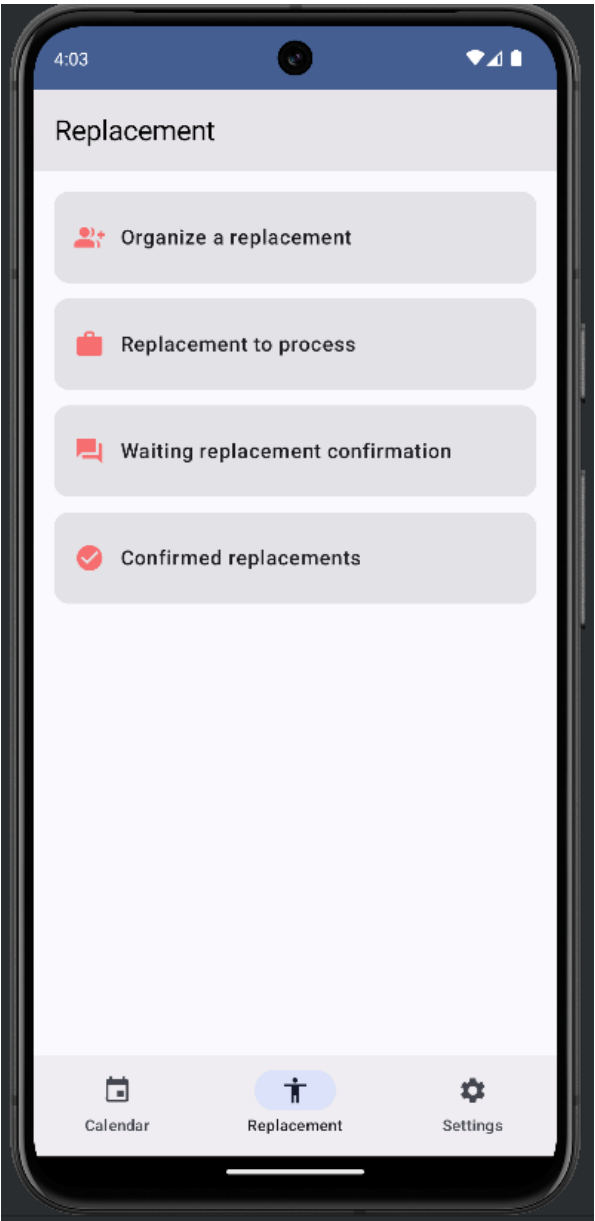 4:03
Replacement
Organize a replacement
Replacement to process
Waiting replacement confirmation
Confirmed replacements
Calendar
Replacement
Settings